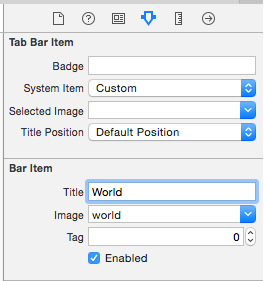 Tab Bar Item
Badge
System Item Custom
Selected Image
Title Position Default Position
Bar Item
Title World
Image world
Tag 0
Enabled